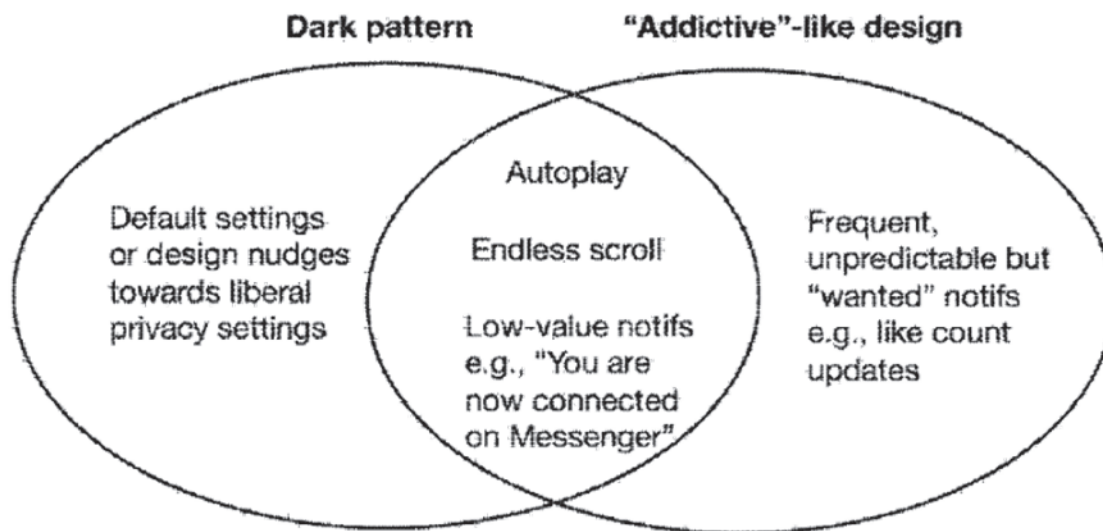 Dark pattern
"Addictive"-like design
Default settings
or design nudges
towards liberal
privacy settings
Autoplay
Endless scroll
Low-value notifs
e.g., "You are
now connected
on Messenger"
Frequent,
unpredictable but
"wanted" notifs
e.g., like count
updates